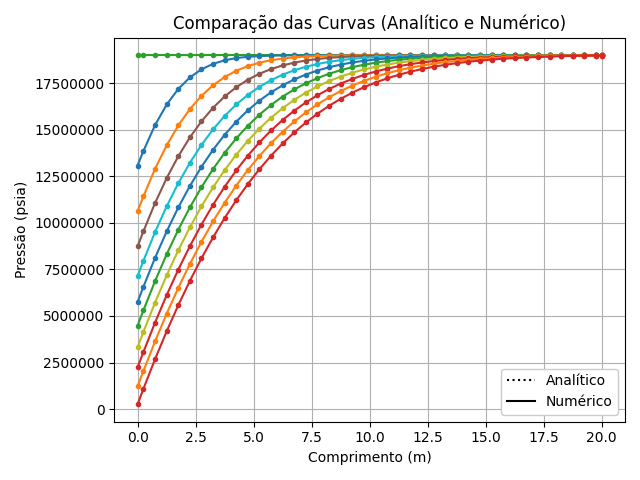 Comparação das Curvas (Analítico e Numérico)
Pressão (psia)
17500000
15000000
12500000
10000000
7500000
5000000
2500000
0
0.0 2.5 5.0 7.5 10.0 12.5 15.0 17.5 20.0
Comprimento (m)
Analítico
Numérico